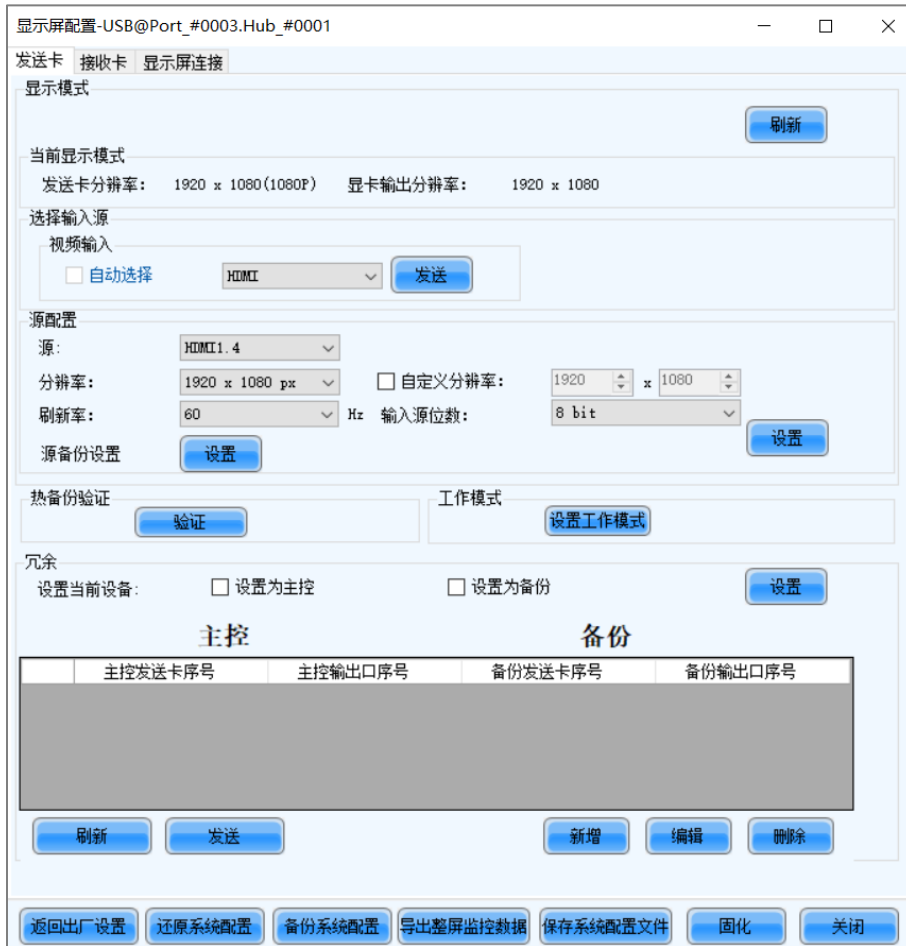 显示屏配置-USB@Port_#0003.Hub_#0001
发送卡 接收卡 显示屏连接
显示模式
刷新
当前显示模式
发送卡分辨率： 1920 x 1080(1080P) 显卡输出分辨率： 1920 x 1080
选择输入源
视频输入
自动选择 HDMI 发送
源配置
源: HDMI1.4
分辨率： 1920 x 1080 px 自定义分辨率： 1920 x 1080
刷新率： 60 Hz 输入源位数： 8 bit
源备份设置 设置 设置
热备份验证 工作模式
验证 设置工作模式
冗余
设置当前设备: 设置为主控 设置为备份 设置
主控 备份
主控发送卡序号 主控输出口序号 备份发送卡序号 备份输出口序号
刷新 发送 新增 编辑 删除
返回出厂设置 还原系统配置 备份系统配置 导出整屏监控数据 保存系统配置文件 固化 关闭